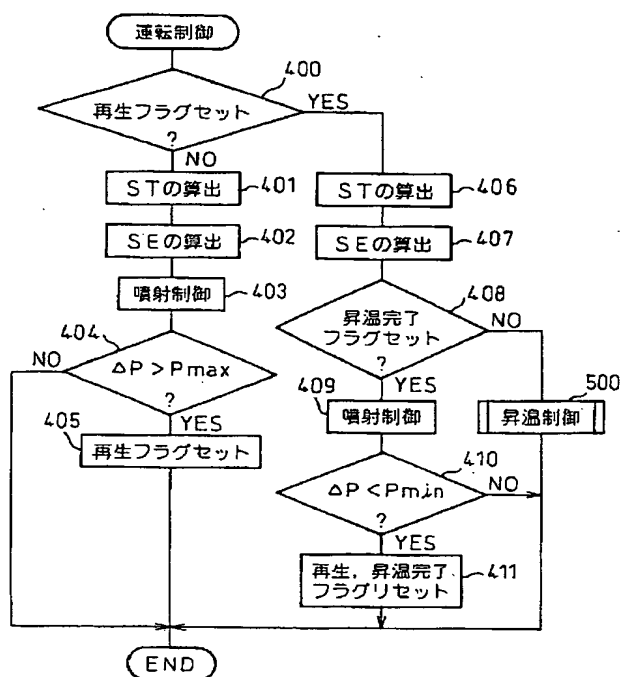 運転制御
400
再生フラグセット
?
YES
NO
STの算出
401
SEの算出
402
噴射制御
403
404
NO
ΔP>Pmax
?
YES
405
再生フラグセット
STの算出
406
SEの算出
407
408
昇温完了
フラグセット
?
NO
YES
409
噴射制御
500
昇温制御
410
ΔP<Pmin
?
NO
YES
再生,昇温完了
フラグリセット
411
END